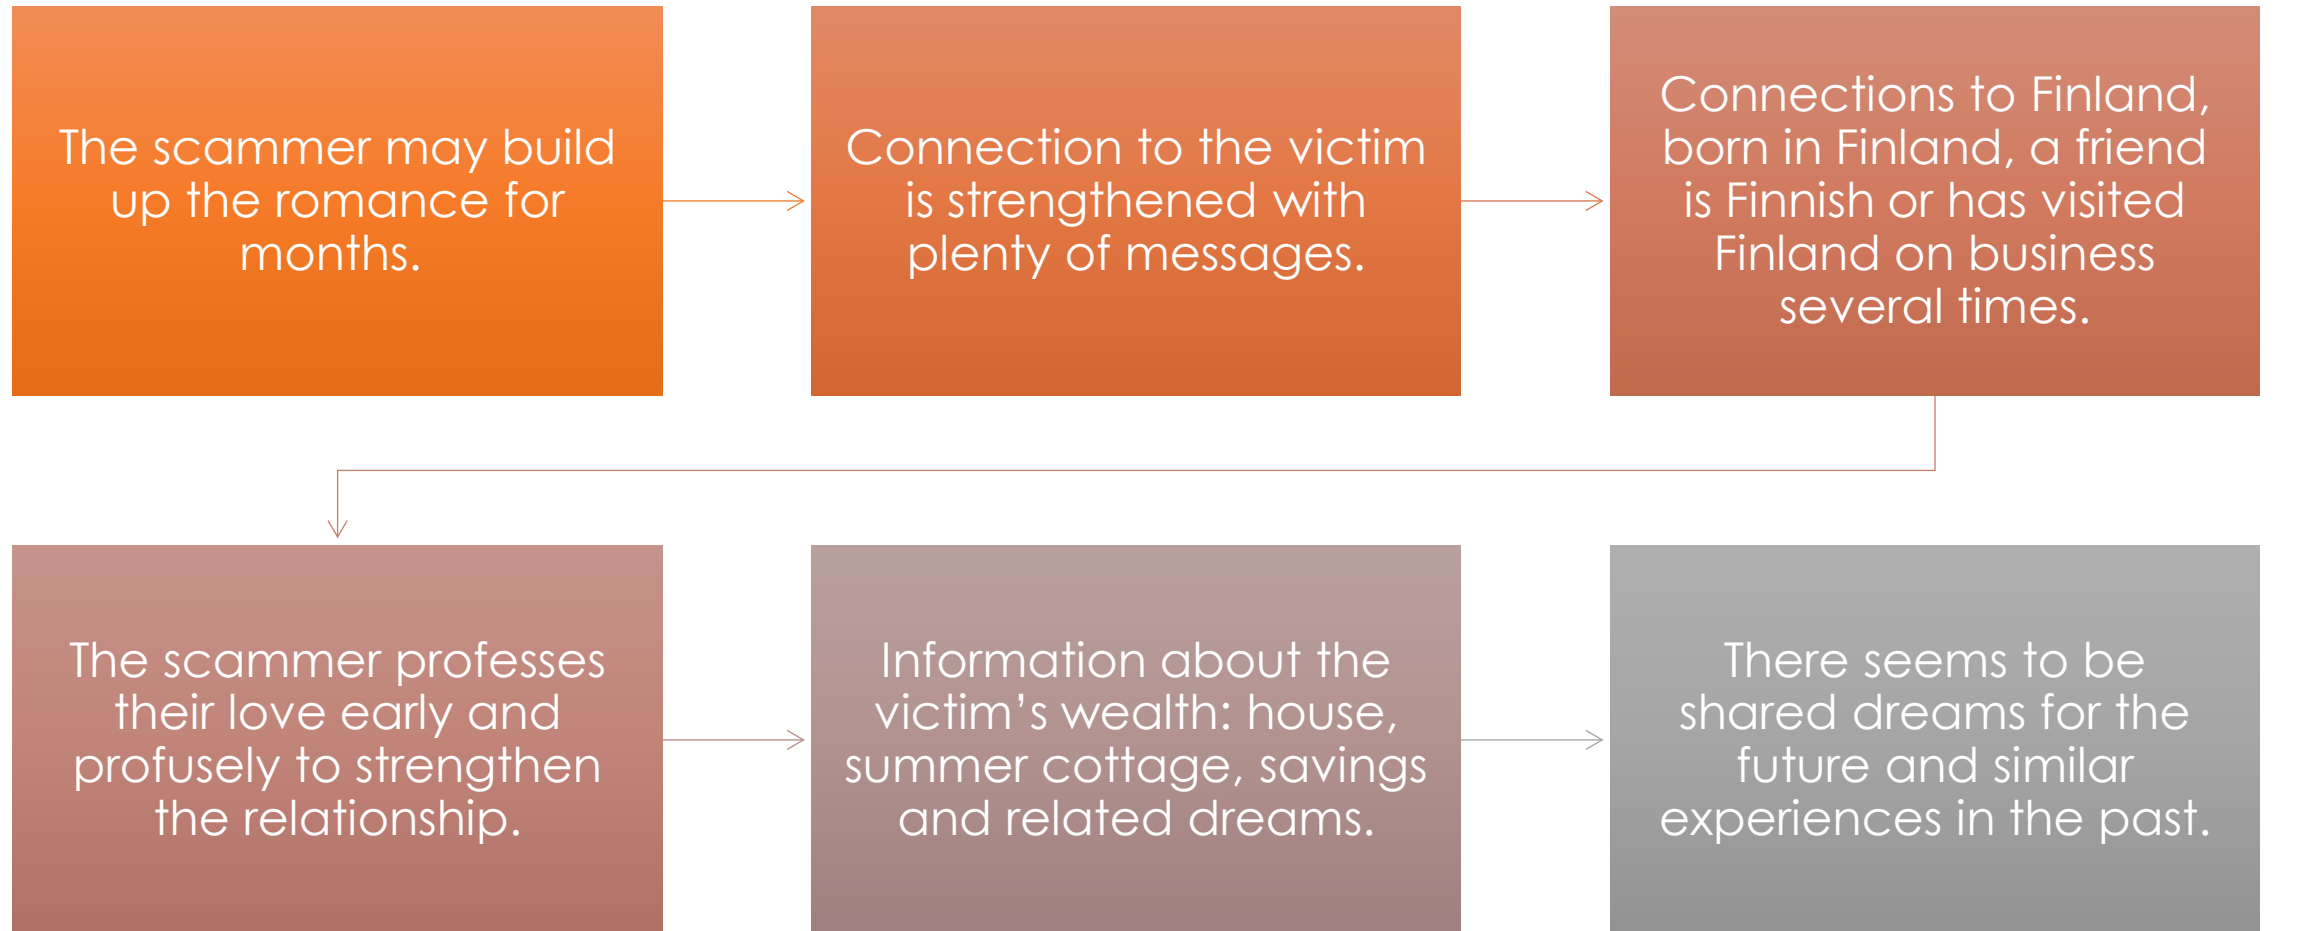 The scammer may build
up the romance for
months.
Connection to the victim
is strengthened with
plenty of messages.
Connections to Finland,
born in Finland, a friend
is Finnish or has visited
Finland on business
several times.
The scammer professes
their love early and
profusely to strengthen
the relationship.
Information about the
victim’s wealth: house,
summer cottage, savings
and related dreams.
There seems to be
shared dreams for the
future and similar
experiences in the past.